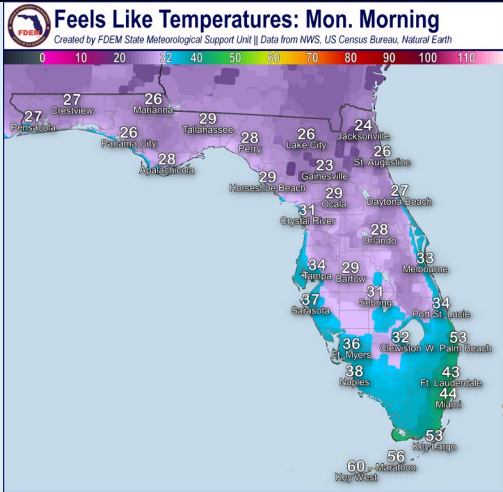 Feels Like Temperatures: Mon. Morning
Created by FDEM State Meteorological Support Unit || Data from NWS, US Census Bureau, Natural Earth
FDEM
0 10 20 32 40 50 60 70 80 90 100 110
27
Crestview
26
Marianna
27
Pensacola
29
Tallahassee
24
Jacksonville
26
Panama City
28
Perry
26
Lake City
26
St. Augustine
28
Apalachicola
23
Gainesville
29
Horseshoe Beach
29
Ocala
27
Daytona Beach
31
Crystal River
28
Orlando
33
Melbourne
34
Tampa
29
Bartow
31
Sebring
37
Sarasota
34
Port St. Lucie
36
Ft. Myers
32
Clewiston
53
W. Palm Beach
38
Naples
43
Ft. Lauderdale
44
Miami
53
Key Largo
56
Marathon
60
Key West